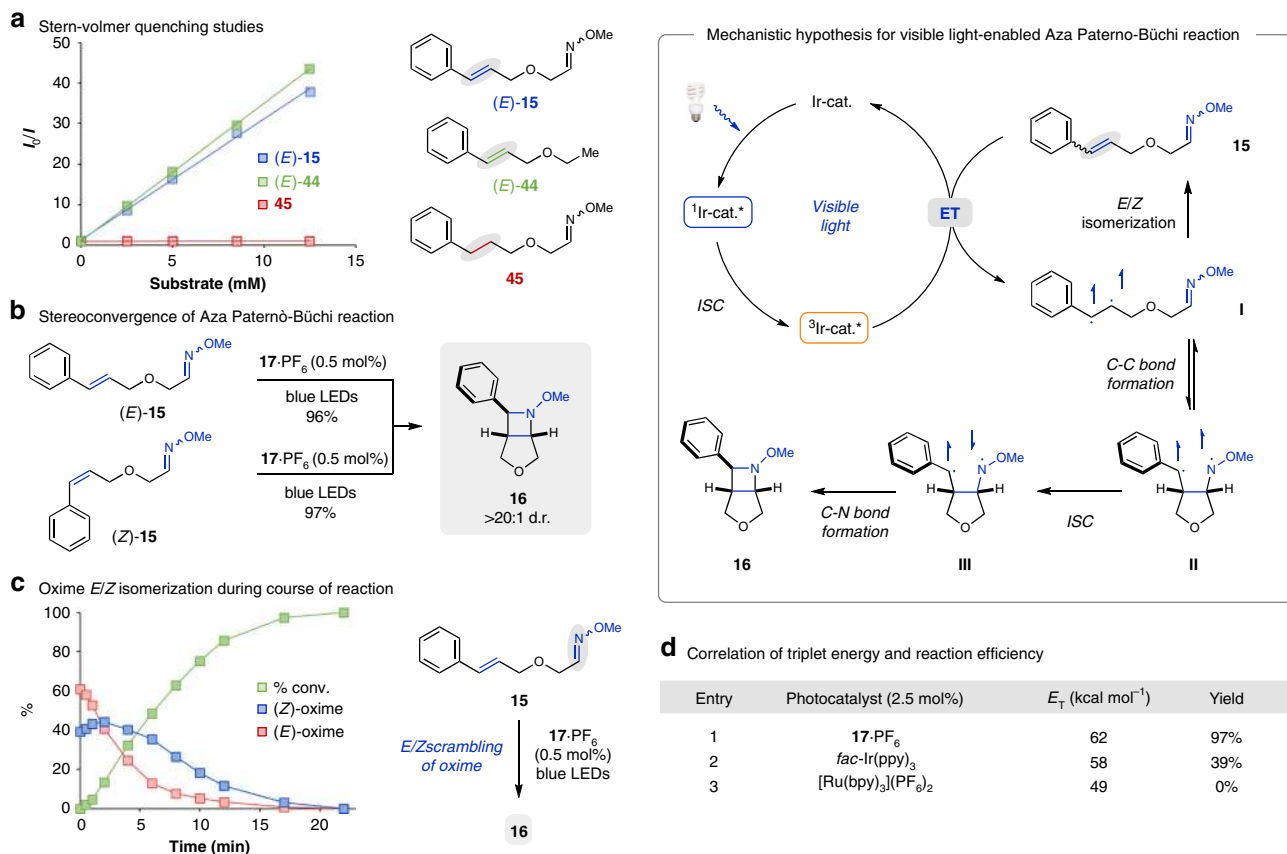 a Stern-volmer quenching studies
50
40
30
20
10
0
I0/I
(E)-15
(E)-44
45
0
5
10
15
Substrate (mM)
N
OMe
O
(E)-15
O
Me
(E)-44
N
OMe
O
45
b Stereoconvergence of Aza Paternò-Büchi reaction
N
OMe
O
(E)-15
17·PF6 (0.5 mol%)
blue LEDs
96%
N
OMe
O
(Z)-15
17·PF6 (0.5 mol%)
blue LEDs
97%
N
OMe
H
H
O
16
>20:1 d.r.
c Oxime E/Z isomerization during course of reaction
100
80
60
40
20
0
%
% conv.
(Z)-oxime
(E)-oxime
0
5
10
15
20
Time (min)
N
OMe
O
15
E/Zscrambling
of oxime
17·PF6
(0.5 mol%)
blue LEDs
16
Mechanistic hypothesis for visible light-enabled Aza Paterno-Büchi reaction
Ir-cat.
1Ir-cat.*
Visible
light
ET
ISC
3Ir-cat.*
N
OMe
O
15
E/Z
isomerization
N
OMe
O
I
C-C bond
formation
N
OMe
H
H
O
16
C-N bond
formation
N
OMe
H
H
O
III
ISC
N
OMe
H
H
O
II
d Correlation of triplet energy and reaction efficiency
Entry Photocatalyst (2.5 mol%) ET (kcal mol–1) Yield
1 17·PF6 62 97%
2 fac-Ir(ppy)3 58 39%
3 [Ru(bpy)3](PF6)2 49 0%